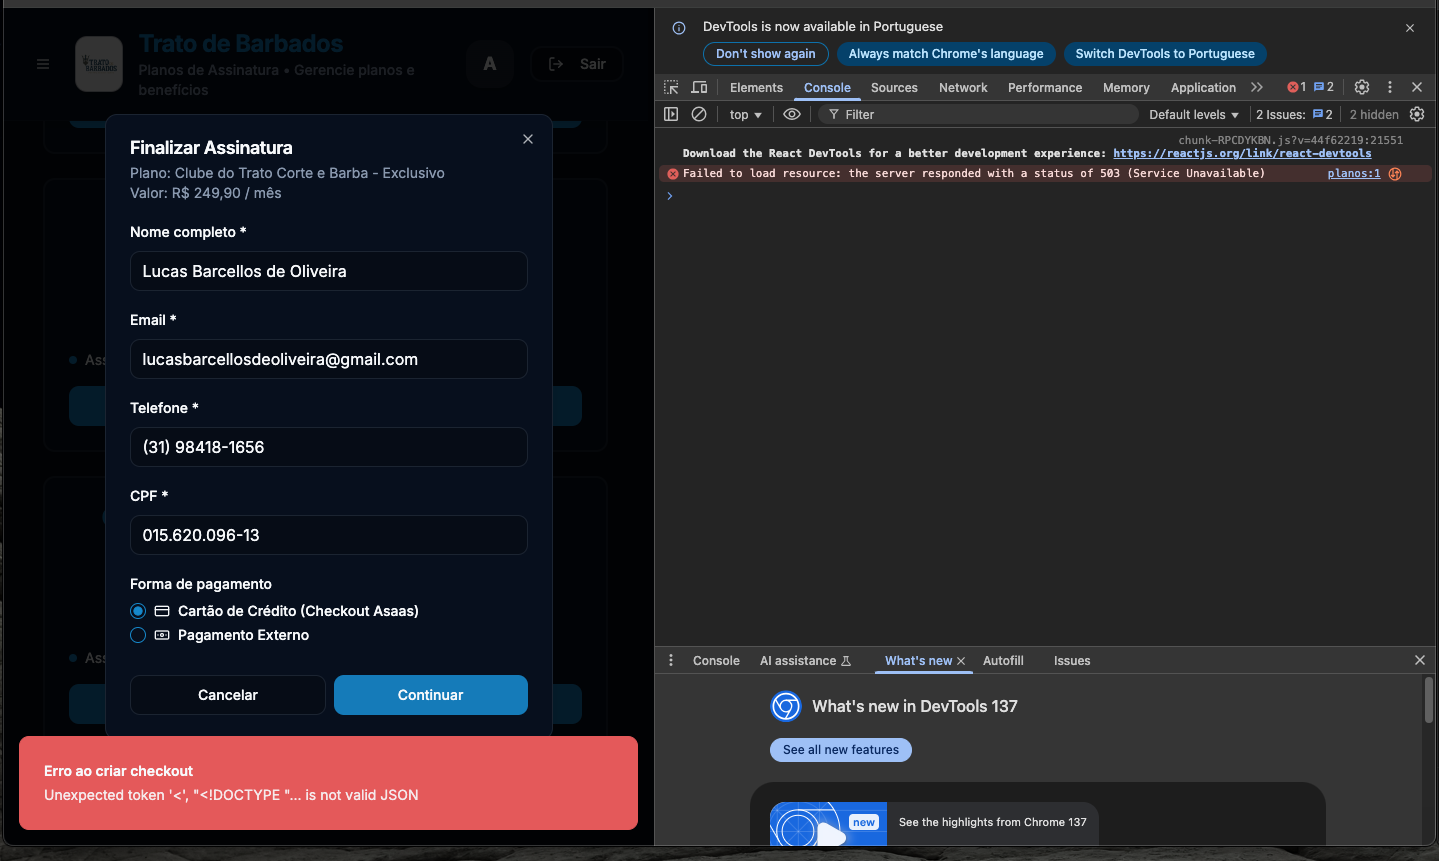 Trato de Barbados
Planos de Assinatura • Gerencie planos e
benefícios
TRATO
BARBADOS
A
Sair
Finalizar Assinatura
Plano: Clube do Trato Corte e Barba - Exclusivo
Valor: R$ 249,90 / mês
Nome completo *
Lucas Barcellos de Oliveira
Email *
lucasbarcellosdeoliveira@gmail.com
Telefone *
(31) 98418-1656
CPF *
015.620.096-13
Forma de pagamento
Cartão de Crédito (Checkout Asaas)
Pagamento Externo
Cancelar
Continuar
Ass
Ass
Erro ao criar checkout
Unexpected token '<', "<!DOCTYPE "... is not valid JSON
DevTools is now available in Portuguese
Don't show again
Always match Chrome's language
Switch DevTools to Portuguese
Elements
Console
Sources
Network
Performance
Memory
Application
1
2
top
Filter
Default levels
2 Issues:
2
2 hidden
chunk-RPCDYKBN.js?v=44f62219:21551
Download the React DevTools for a better development experience: https://reactjs.org/link/react-devtools
Failed to load resource: the server responded with a status of 503 (Service Unavailable)
planos:1
Console
AI assistance
What's new
Autofill
Issues
What's new in DevTools 137
See all new features
new
See the highlights from Chrome 137